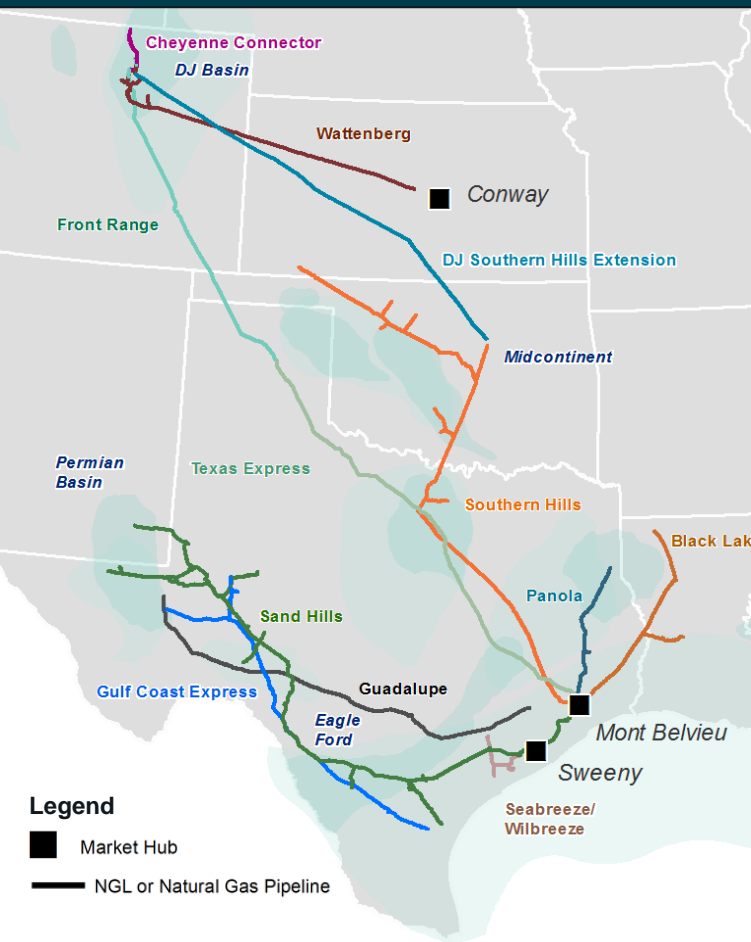 Cheyenne Connector
DJ Basin
Wattenberg
Conway
Front Range
DJ Southern Hills Extension
Midcontinent
Permian
Basin
Texas Express
Southern Hills
Black Lak
Panola
Sand Hills
Gulf Coast Express
Guadalupe
Eagle
Ford
Mont Belvieu
Sweeny
Seabreeze/
Wilbreeze
Legend
Market Hub
NGL or Natural Gas Pipeline